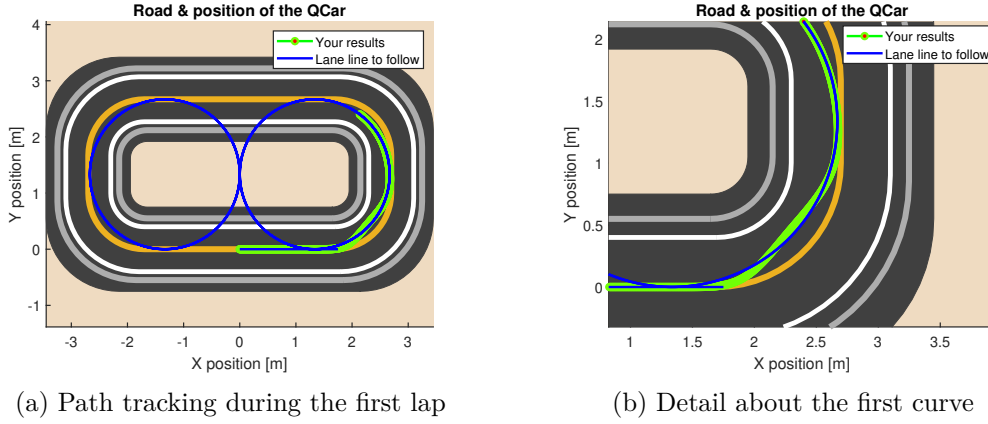 Road & position of the QCar
Your results
Lane line to follow
4
3
2
1
0
-1
Y position [m]
-3 -2 -1 0 1 2 3
X position [m]
(a) Path tracking during the first lap
Road & position of the QCar
Your results
Lane line to follow
2
1.5
1
0.5
0
Y position [m]
1 1.5 2 2.5 3 3.5
X position [m]
(b) Detail about the first curve